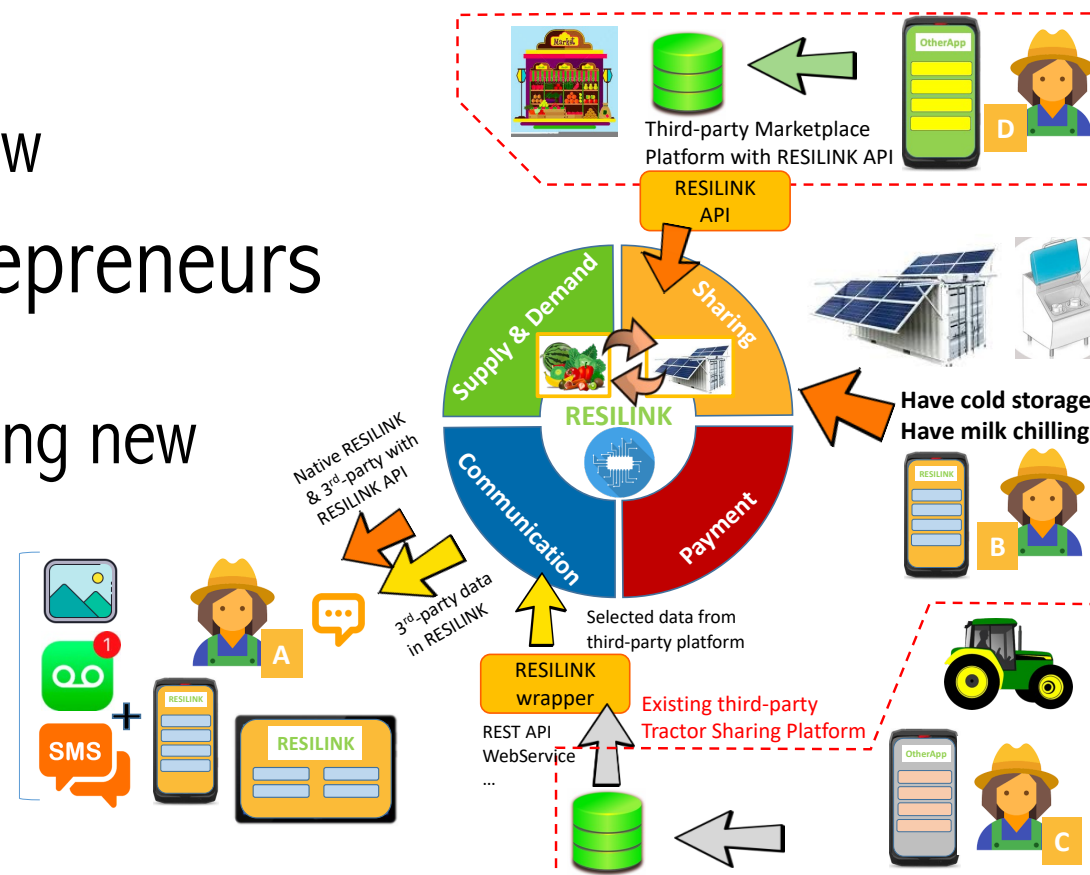 w
epreneurs
ng new
Market
OtherApp
D
Third-party Marketplace
Platform with RESILINK API
RESILINK
API
Supply & Demand
Sharing
RESILINK
Communication
Payment
Have cold storage
Have milk chilling
RESILINK
B
Native RESILINK
& 3rd-party with
RESILINK API
3rd-party data
in RESILINK
1
SMS
A
RESILINK
RESILINK
Selected data from
third-party platform
RESILINK
wrapper
REST API
WebService
...
Existing third-party
Tractor Sharing Platform
OtherApp
C